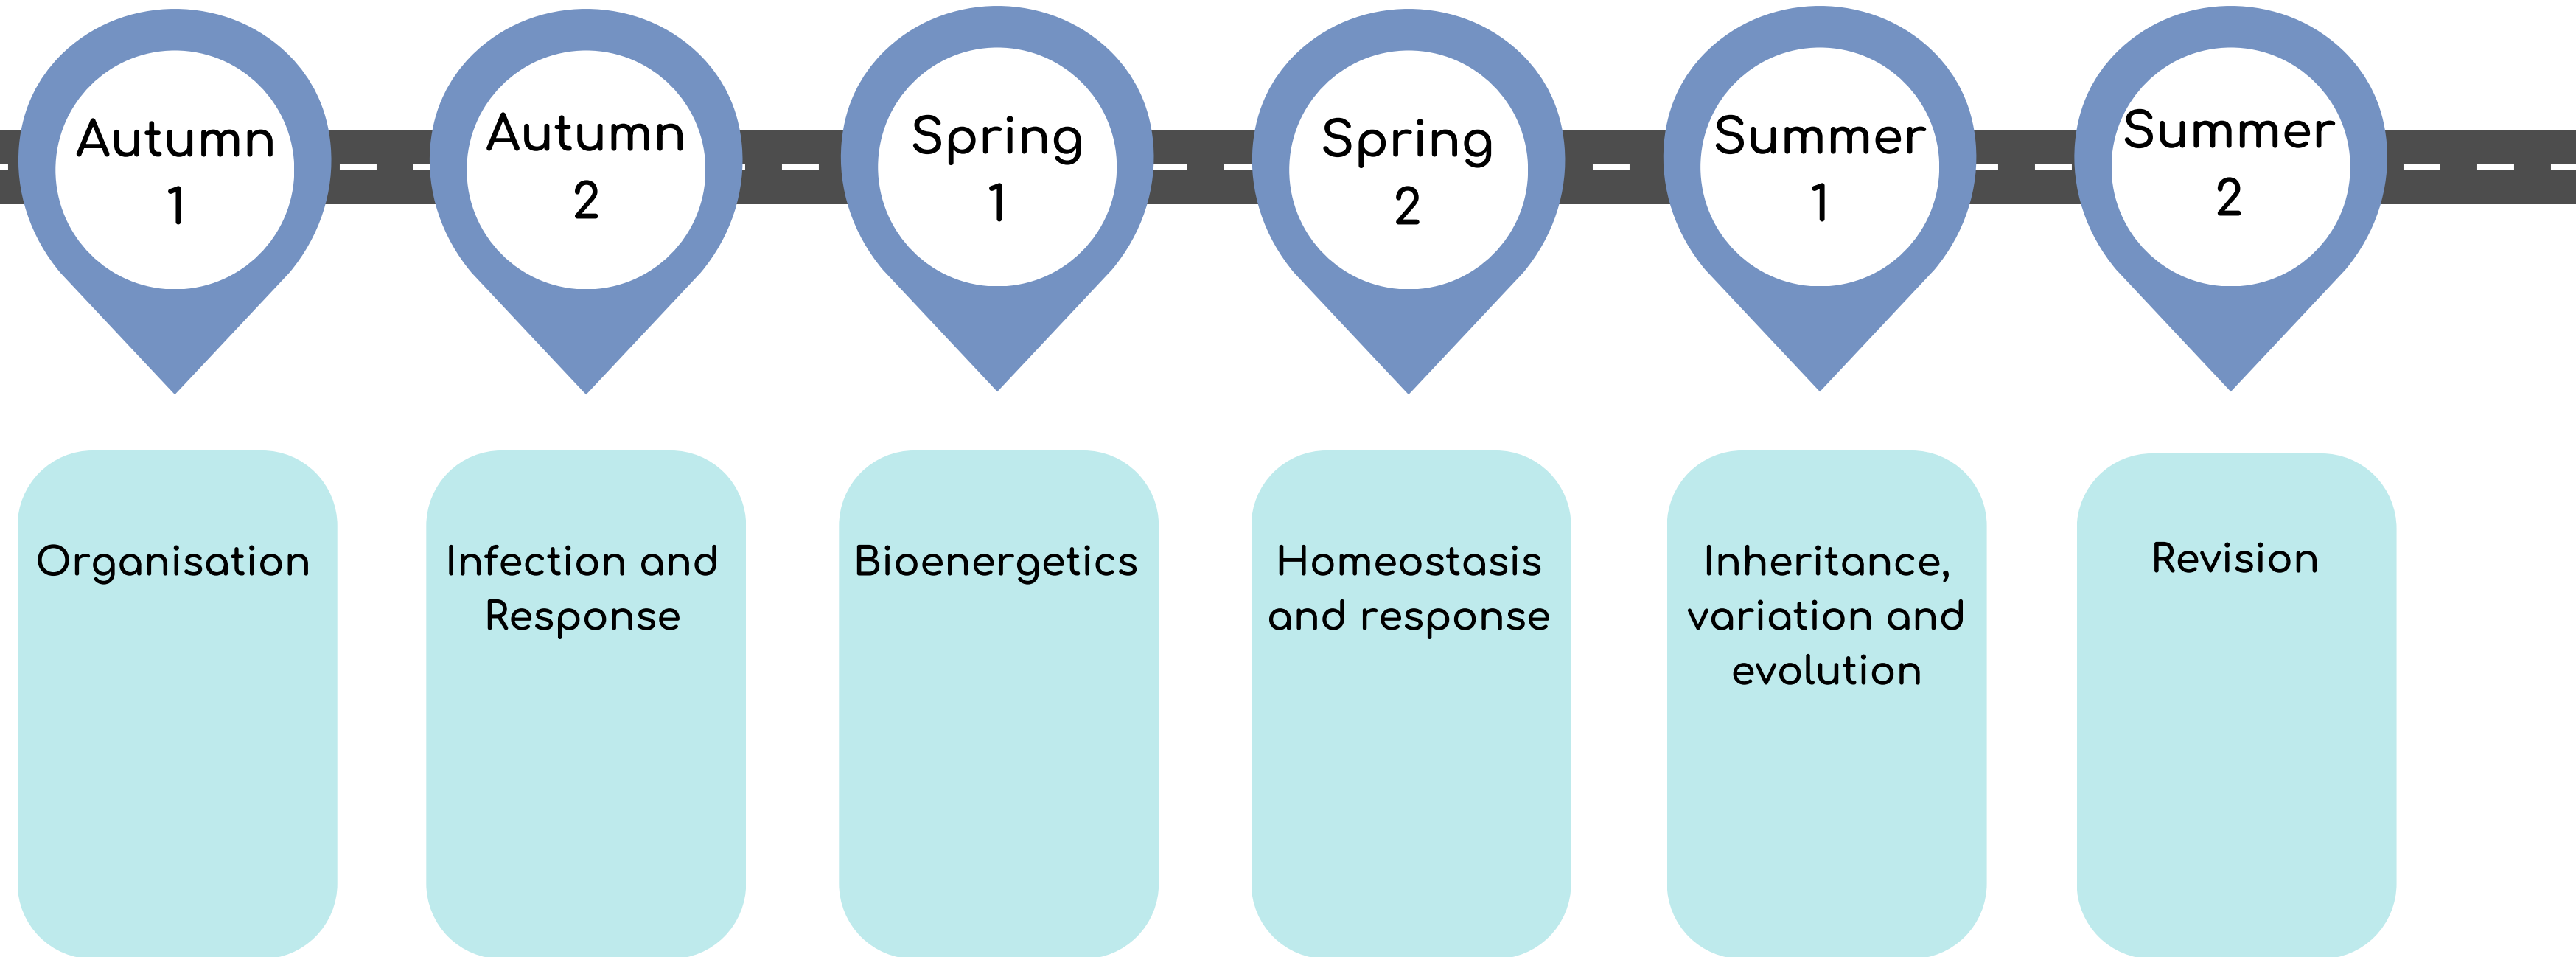 Autumn
1
Autumn
2
Spring
1
Spring
2
Summer
1
Summer
2
Organisation
Infection and
Response
Bioenergetics
Homeostasis
and response
Inheritance,
variation and
evolution
Revision